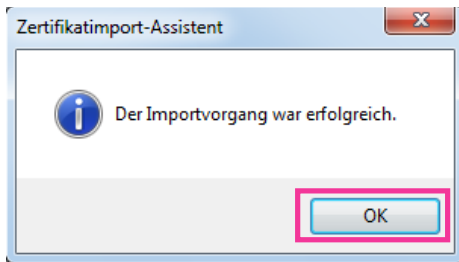 Zertifikatimport-Assistent
Der Importvorgang war erfolgreich.
OK